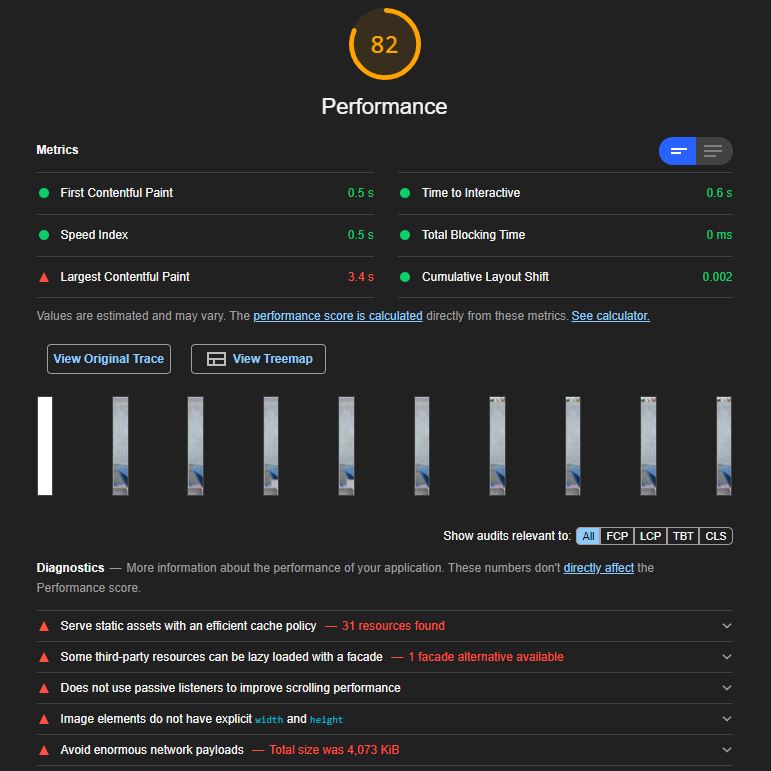 82
Performance
Metrics
First Contentful Paint 0.5 s
Time to Interactive 0.6 s
Speed Index 0.5 s
Total Blocking Time 0 ms
Largest Contentful Paint 3.4 s
Cumulative Layout Shift 0.002
Values are estimated and may vary. The performance score is calculated directly from these metrics. See calculator.
View Original Trace
View Treemap
Show audits relevant to: All FCP LCP TBT CLS
Diagnostics — More information about the performance of your application. These numbers don't directly affect the
Performance score.
Serve static assets with an efficient cache policy — 31 resources found
Some third-party resources can be lazy loaded with a facade — 1 facade alternative available
Does not use passive listeners to improve scrolling performance
Image elements do not have explicit width and height
Avoid enormous network payloads — Total size was 4,073 KiB